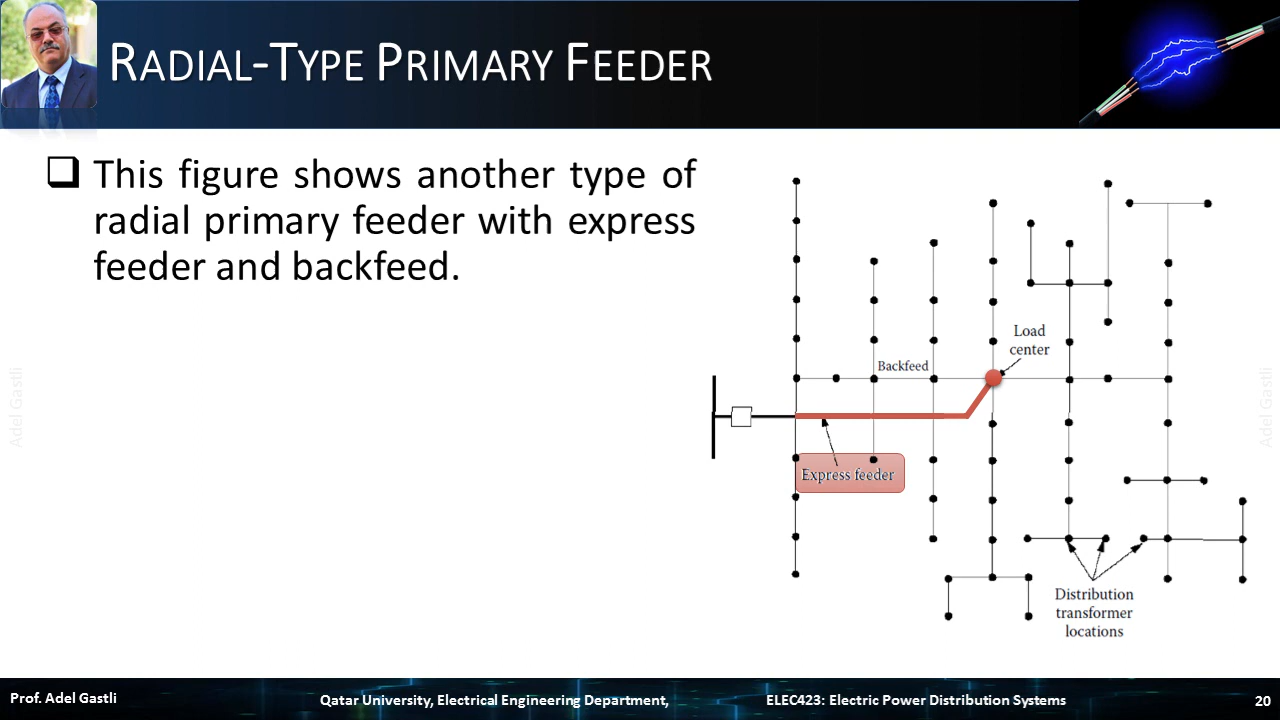 RADIAL-TYPE PRIMARY FEEDER
This figure shows another type of
radial primary feeder with express
feeder and backfeed.
Load
center
Backfeed
Express feeder
Distribution
transformer
locations
Adel Gastli
Adel Gastli
Prof. Adel Gastli
Qatar University, Electrical Engineering Department,
ELEC423: Electric Power Distribution Systems
20